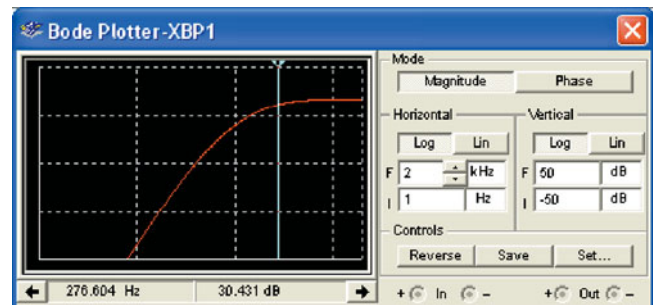 Bode Plotter-XBP1
Mode
Magnitude Phase
Horizontal Vertical
Log Lin Log Lin
F 2 kHz F 50 dB
I 1 Hz I -50 dB
Controls
Reverse Save Set...
276.604 Hz 30.431 dB + In - + Out -